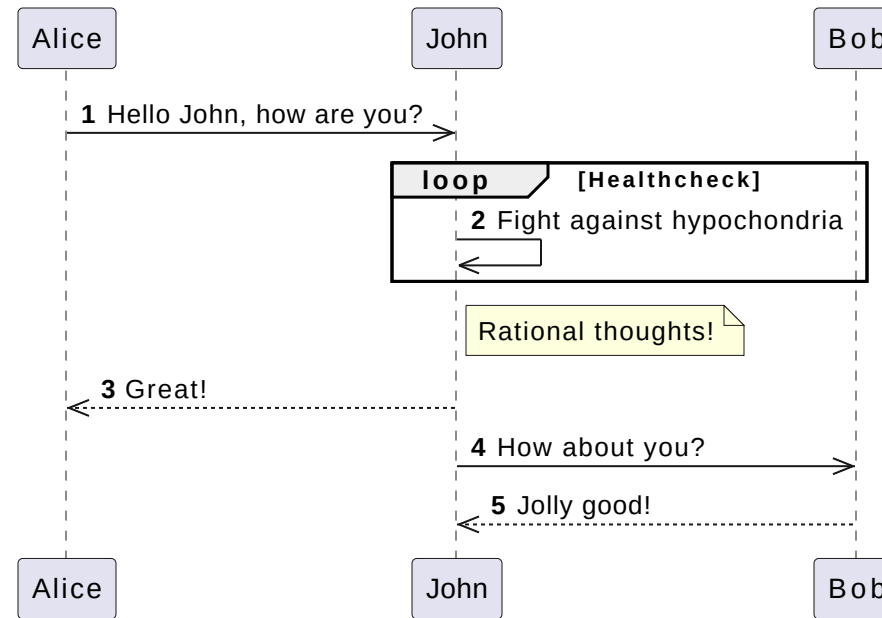 Alice John Bob
1 Hello John, how are you?
loop [Healthcheck]
2 Fight against hypochondria
Rational thoughts!
3 Great!
4 How about you?
5 Jolly good!
Alice John Bob